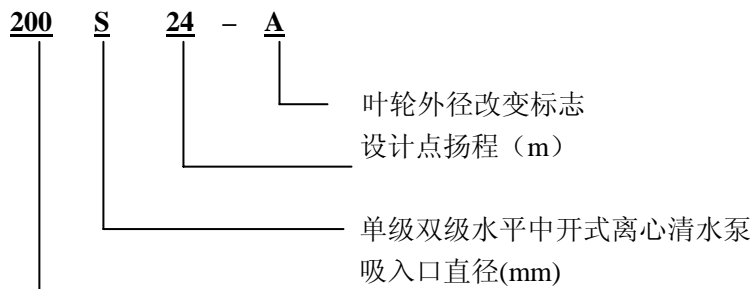 200 S 24 – A
叶轮外径改变标志
设计点扬程（m）
单级双级水平中开式离心清水泵
吸入口直径(mm)